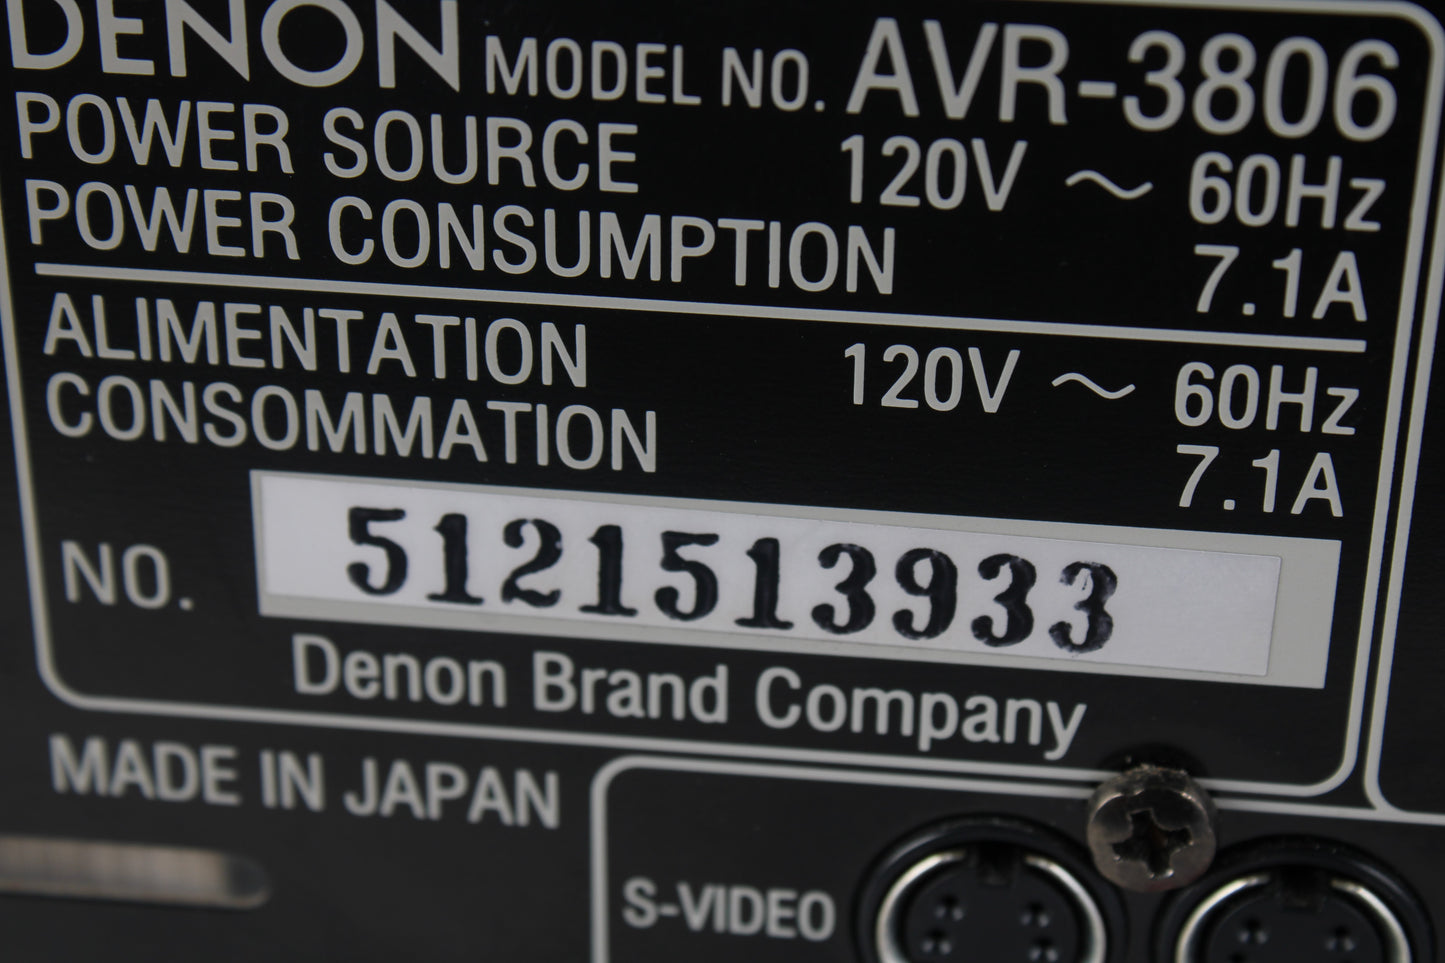 DENON MODEL NO. AVR-3806
POWER SOURCE 120V ~ 60Hz
POWER CONSUMPTION 7.1A
ALIMENTATION 120V ~ 60Hz
CONSOMMATION 7.1A
NO. 5121513933
Denon Brand Company
MADE IN JAPAN
S-VIDEO